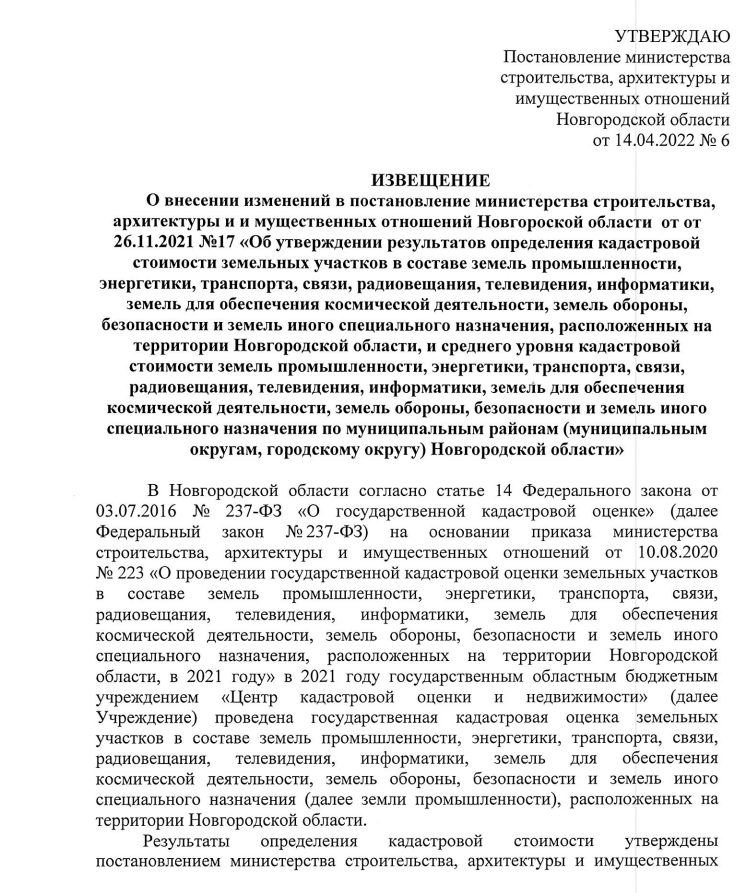 УТВЕРЖДАЮ
Постановление министерства
строительства, архитектуры и
имущественных отношений
Новгородской области
от 14.04.2022 № 6
ИЗВЕЩЕНИЕ
О внесении изменений в постановление министерства строительства,
архитектуры и и мущественных отношений Новгороской области от от
26.11.2021 №17 «Об утверждении результатов определения кадастровой
стоимости земельных участков в составе земель промышленности,
энергетики, транспорта, связи, радиовещания, телевидения, информатики,
земель для обеспечения космической деятельности, земель обороны,
безопасности и земель иного специального назначения, расположенных на
территории Новгородской области, и среднего уровня кадастровой
стоимости земель промышленности, энергетики, транспорта, связи,
радиовещания, телевидения, информатики, земель для обеспечения
космической деятельности, земель обороны, безопасности и земель иного
специального назначения по муниципальным районам (муниципальным
округам, городскому округу) Новгородской области»
В Новгородской области согласно статье 14 Федерального закона от
03.07.2016 № 237-ФЗ «О государственной кадастровой оценке» (далее
Федеральный закон № 237-ФЗ) на основании приказа министерства
строительства, архитектуры и имущественных отношений от 10.08.2020
№ 223 «О проведении государственной кадастровой оценки земельных участков
в составе земель промышленности, энергетики, транспорта, связи,
радиовещания, телевидения, информатики, земель для обеспечения
космической деятельности, земель обороны, безопасности и земель иного
специального назначения, расположенных на территории Новгородской
области, в 2021 году» в 2021 году государственным областным бюджетным
учреждением «Центр кадастровой оценки и недвижимости» (далее
Учреждение) проведена государственная кадастровая оценка земельных
участков в составе земель промышленности, энергетики, транспорта, связи,
радиовещания, телевидения, информатики, земель для обеспечения
космической деятельности, земель обороны, безопасности и земель иного
специального назначения (далее земли промышленности), расположенных на
территории Новгородской области.
Результаты определения кадастровой стоимости утверждены
постановлением министерства строительства, архитектуры и имущественных